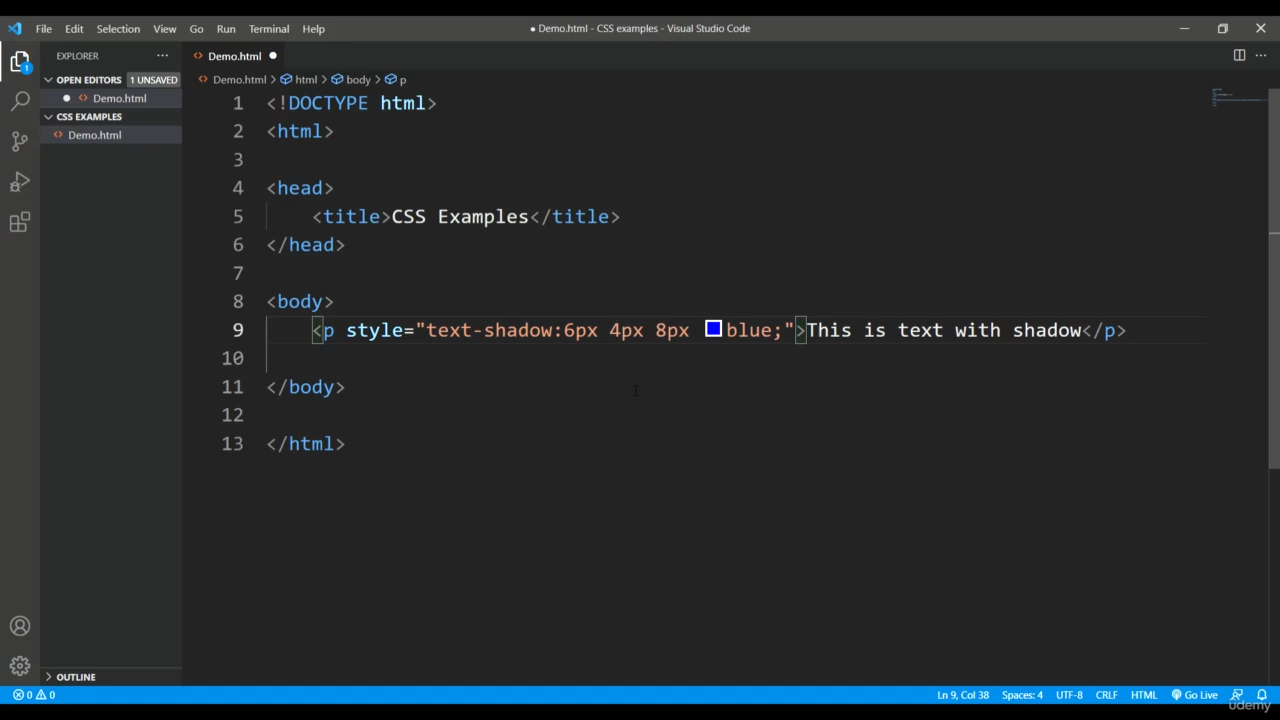 File Edit Selection View Go Run Terminal Help
● Demo.html - CSS examples - Visual Studio Code
EXPLORER ···
<> Demo.html ●
OPEN EDITORS 1 UNSAVED
Demo.html > html > body > p
● <> Demo.html
CSS EXAMPLES
<> Demo.html
1 <!DOCTYPE html>
2 <html>
3
4 <head>
5 <title>CSS Examples</title>
6 </head>
7
8 <body>
9 <p style="text-shadow:6px 4px 8px blue;">This is text with shadow</p>
10
11 </body>
12
13 </html>
1
OUTLINE
0 0
Ln 9, Col 38 Spaces: 4 UTF-8 CRLF HTML Go Live
udemy